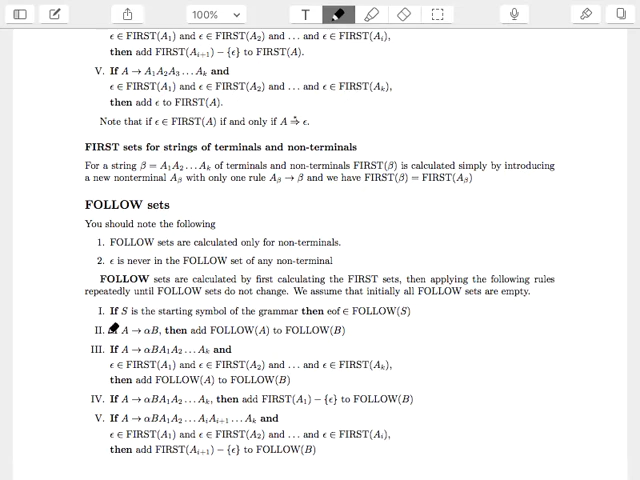 100%
T
ϵ ∈ FIRST(A₁) and ϵ ∈ FIRST(A₂) and … and ϵ ∈ FIRST(Aᵢ),
then add FIRST(Aᵢ₊₁) − {ϵ} to FIRST(A).
V. If A → A₁A₂A₃ … Aₖ and
ϵ ∈ FIRST(A₁) and ϵ ∈ FIRST(A₂) and … and ϵ ∈ FIRST(Aₖ),
then add ϵ to FIRST(A).
Note that if ϵ ∈ FIRST(A) if and only if A ⇒* ϵ.
FIRST sets for strings of terminals and non-terminals
For a string β = A₁A₂ … Aₖ of terminals and non-terminals FIRST(β) is calculated simply by introducing
a new nonterminal Aᵦ with only one rule Aᵦ → β and we have FIRST(β) = FIRST(Aᵦ)
FOLLOW sets
You should note the following
1. FOLLOW sets are calculated only for non-terminals.
2. ϵ is never in the FOLLOW set of any non-terminal
FOLLOW sets are calculated by first calculating the FIRST sets, then applying the following rules
repeatedly until FOLLOW sets do not change. We assume that initially all FOLLOW sets are empty.
I. If S is the starting symbol of the grammar then eof ∈ FOLLOW(S)
II. A → αB, then add FOLLOW(A) to FOLLOW(B)
III. If A → αBA₁A₂ … Aₖ and
ϵ ∈ FIRST(A₁) and ϵ ∈ FIRST(A₂) and … and ϵ ∈ FIRST(Aₖ),
then add FOLLOW(A) to FOLLOW(B)
IV. If A → αBA₁A₂ … Aₖ, then add FIRST(A₁) − {ϵ} to FOLLOW(B)
V. If A → αBA₁A₂ … AᵢAᵢ₊₁ … Aₖ and
ϵ ∈ FIRST(A₁) and ϵ ∈ FIRST(A₂) and … and ϵ ∈ FIRST(Aᵢ),
then add FIRST(Aᵢ₊₁) − {ϵ} to FOLLOW(B)